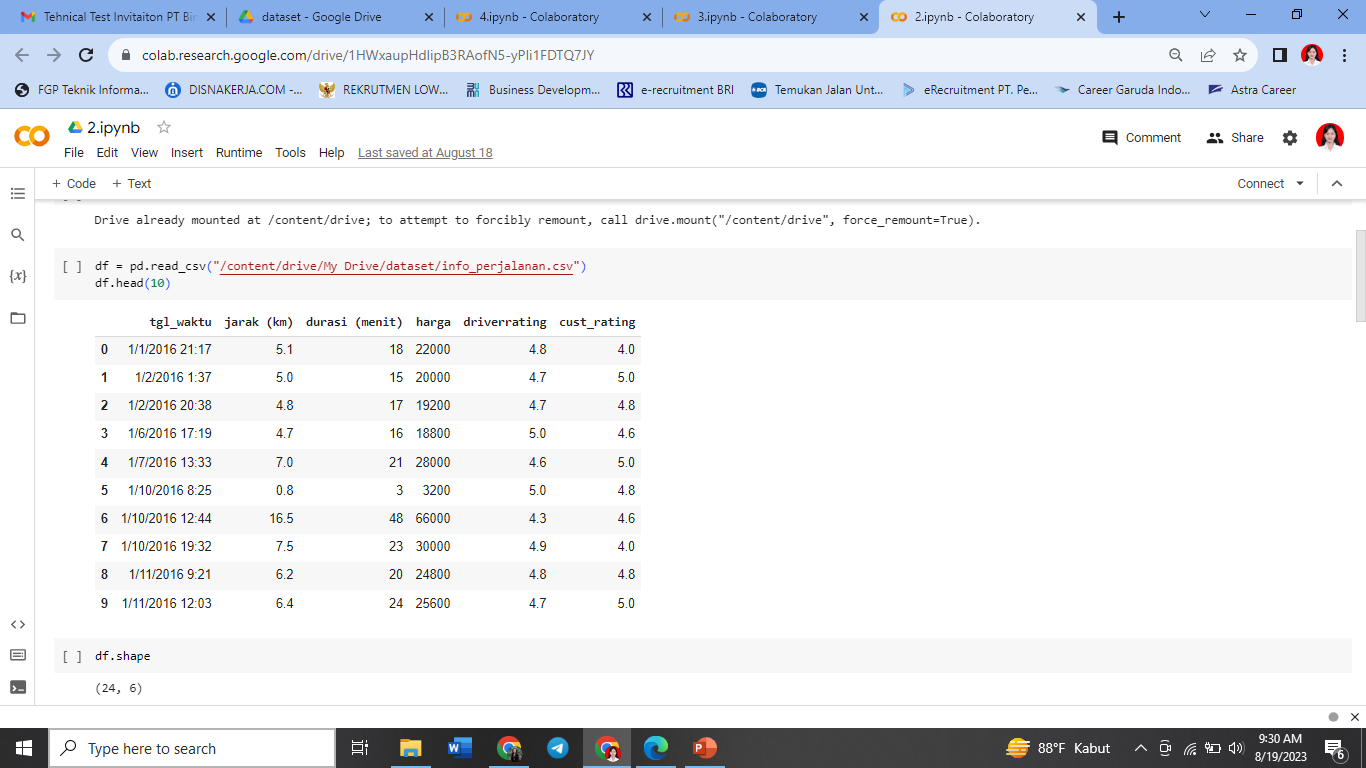 Tehnical Test Invitaiton PT Bin
dataset - Google Drive
4.ipynb - Colaboratory
3.ipynb - Colaboratory
2.ipynb - Colaboratory
colab.research.google.com/drive/1HWxaupHdIipB3RAofN5-yPIi1FDTQ7JY
FGP Teknik Informa...
DISNAKERJA.COM -...
REKRUTMEN LOW...
Business Developm...
e-recruitment BRI
Temukan Jalan Unt...
eRecruitment PT. Pe...
Career Garuda Indo...
Astra Career
2.ipynb
Comment
Share
File Edit View Insert Runtime Tools Help Last saved at August 18
+ Code + Text
Connect
Drive already mounted at /content/drive; to attempt to forcibly remount, call drive.mount("/content/drive", force_remount=True).
[ ] df = pd.read_csv("/content/drive/My Drive/dataset/info_perjalanan.csv")
df.head(10)
tgl_waktu jarak (km) durasi (menit) harga driverrating cust_rating
0 1/1/2016 21:17 5.1 18 22000 4.8 4.0
1 1/2/2016 1:37 5.0 15 20000 4.7 5.0
2 1/2/2016 20:38 4.8 17 19200 4.7 4.8
3 1/6/2016 17:19 4.7 16 18800 5.0 4.6
4 1/7/2016 13:33 7.0 21 28000 4.6 5.0
5 1/10/2016 8:25 0.8 3 3200 5.0 4.8
6 1/10/2016 12:44 16.5 48 66000 4.3 4.6
7 1/10/2016 19:32 7.5 23 30000 4.9 4.0
8 1/11/2016 9:21 6.2 20 24800 4.8 4.8
9 1/11/2016 12:03 6.4 24 25600 4.7 5.0
[ ] df.shape
(24, 6)
{x}
Type here to search
88°F Kabut
9:30 AM
8/19/2023
6